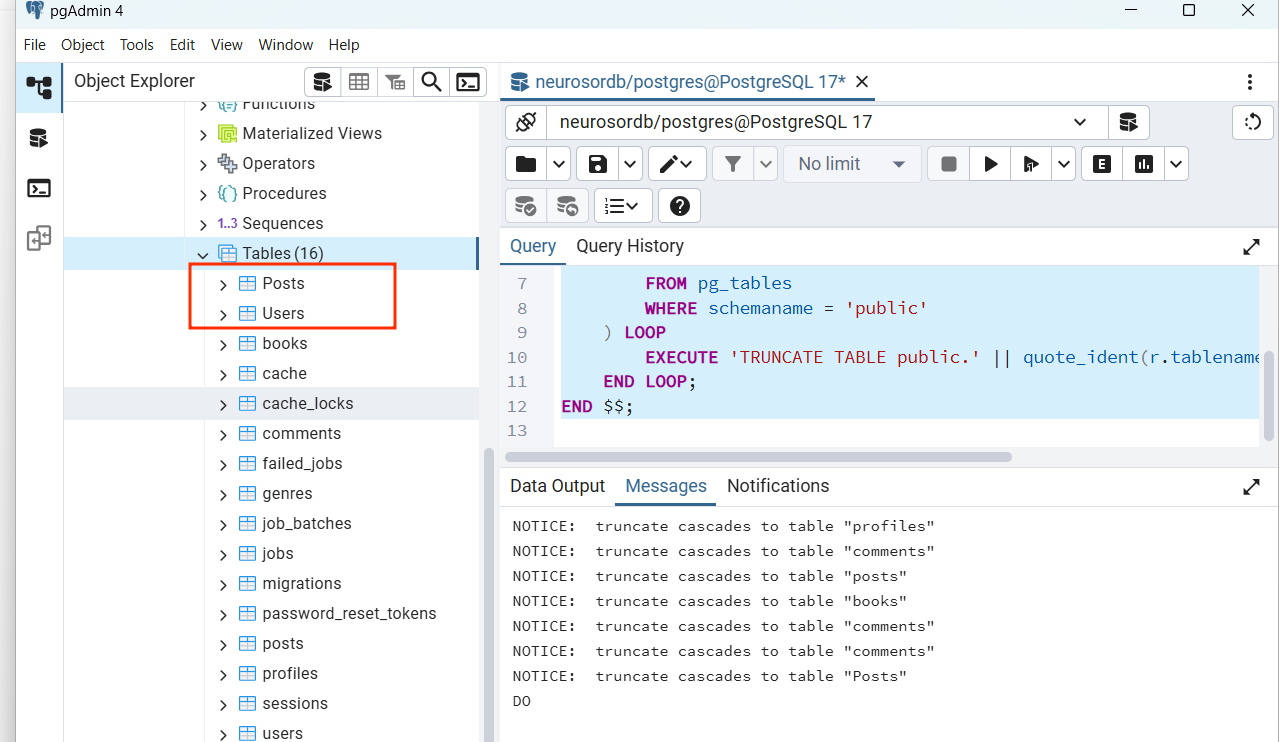 pgAdmin 4
File Object Tools Edit View Window Help
Object Explorer
Functions
Materialized Views
Operators
Procedures
1..3 Sequences
Tables (16)
Posts
Users
books
cache
cache_locks
comments
failed_jobs
genres
job_batches
jobs
migrations
password_reset_tokens
posts
profiles
sessions
users
neurosordb/postgres@PostgreSQL 17*
neurosordb/postgres@PostgreSQL 17
No limit
E
Query Query History
7 FROM pg_tables
8 WHERE schemaname = 'public'
9 ) LOOP
10 EXECUTE 'TRUNCATE TABLE public.' || quote_ident(r.tablename
11 END LOOP;
12 END $$;
13
Data Output Messages Notifications
NOTICE: truncate cascades to table "profiles"
NOTICE: truncate cascades to table "comments"
NOTICE: truncate cascades to table "posts"
NOTICE: truncate cascades to table "books"
NOTICE: truncate cascades to table "comments"
NOTICE: truncate cascades to table "comments"
NOTICE: truncate cascades to table "Posts"
DO